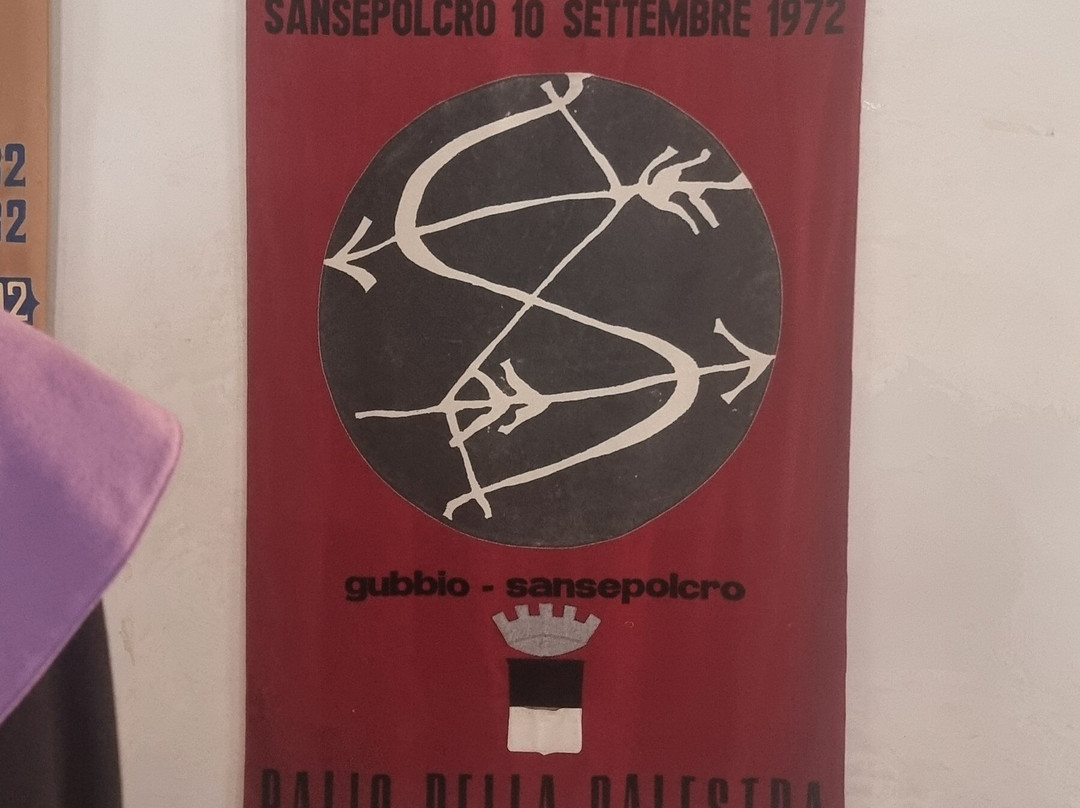 SANSEPOLCRO 10 SETTEMBRE 1972
gubbio - sansepolcro
PALIO DELLA BALESTRA